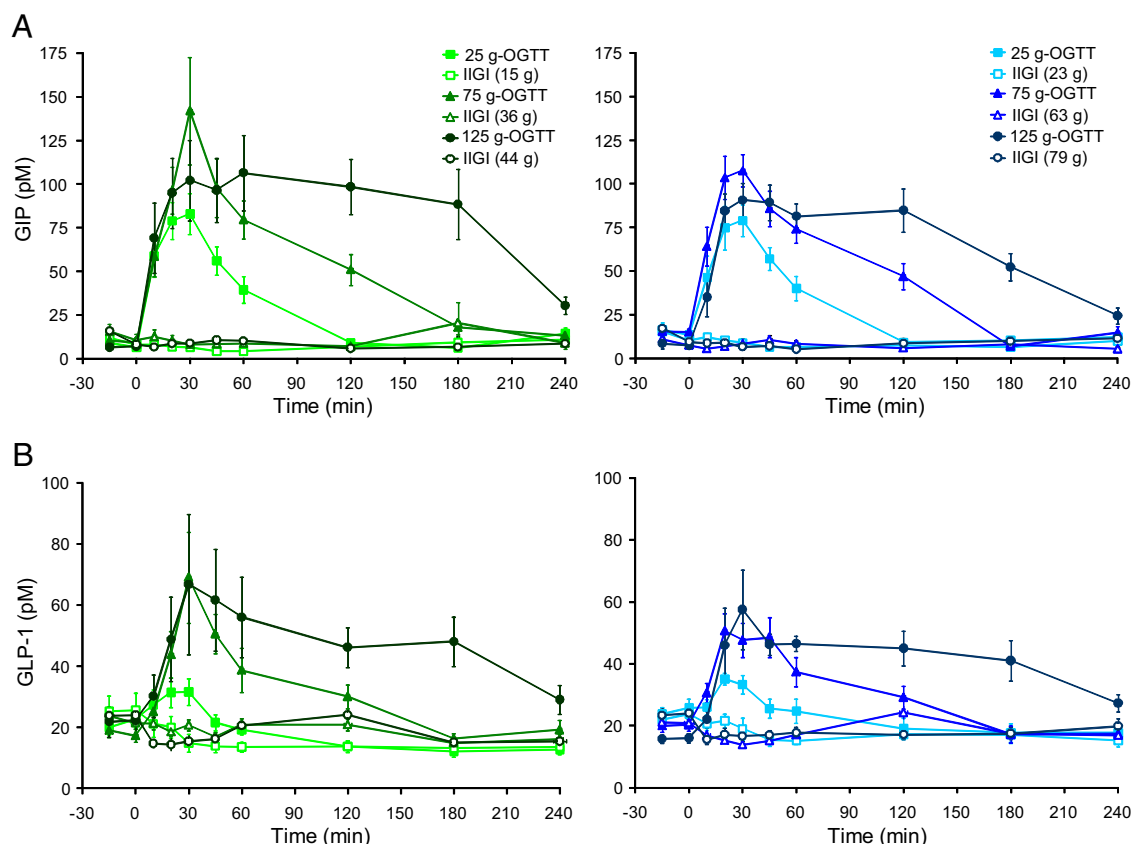 A
175
150
125
100
75
50
25
0
GIP (pM)
-30 0 30 60 90 120 150 180 210 240
Time (min)
25 g-OGTT
IIGI (15 g)
75 g-OGTT
IIGI (36 g)
125 g-OGTT
IIGI (44 g)
175
150
125
100
75
50
25
0
-30 0 30 60 90 120 150 180 210 240
Time (min)
25 g-OGTT
IIGI (23 g)
75 g-OGTT
IIGI (63 g)
125 g-OGTT
IIGI (79 g)
B
100
80
60
40
20
0
GLP-1 (pM)
-30 0 30 60 90 120 150 180 210 240
Time (min)
100
80
60
40
20
0
-30 0 30 60 90 120 150 180 210 240
Time (min)